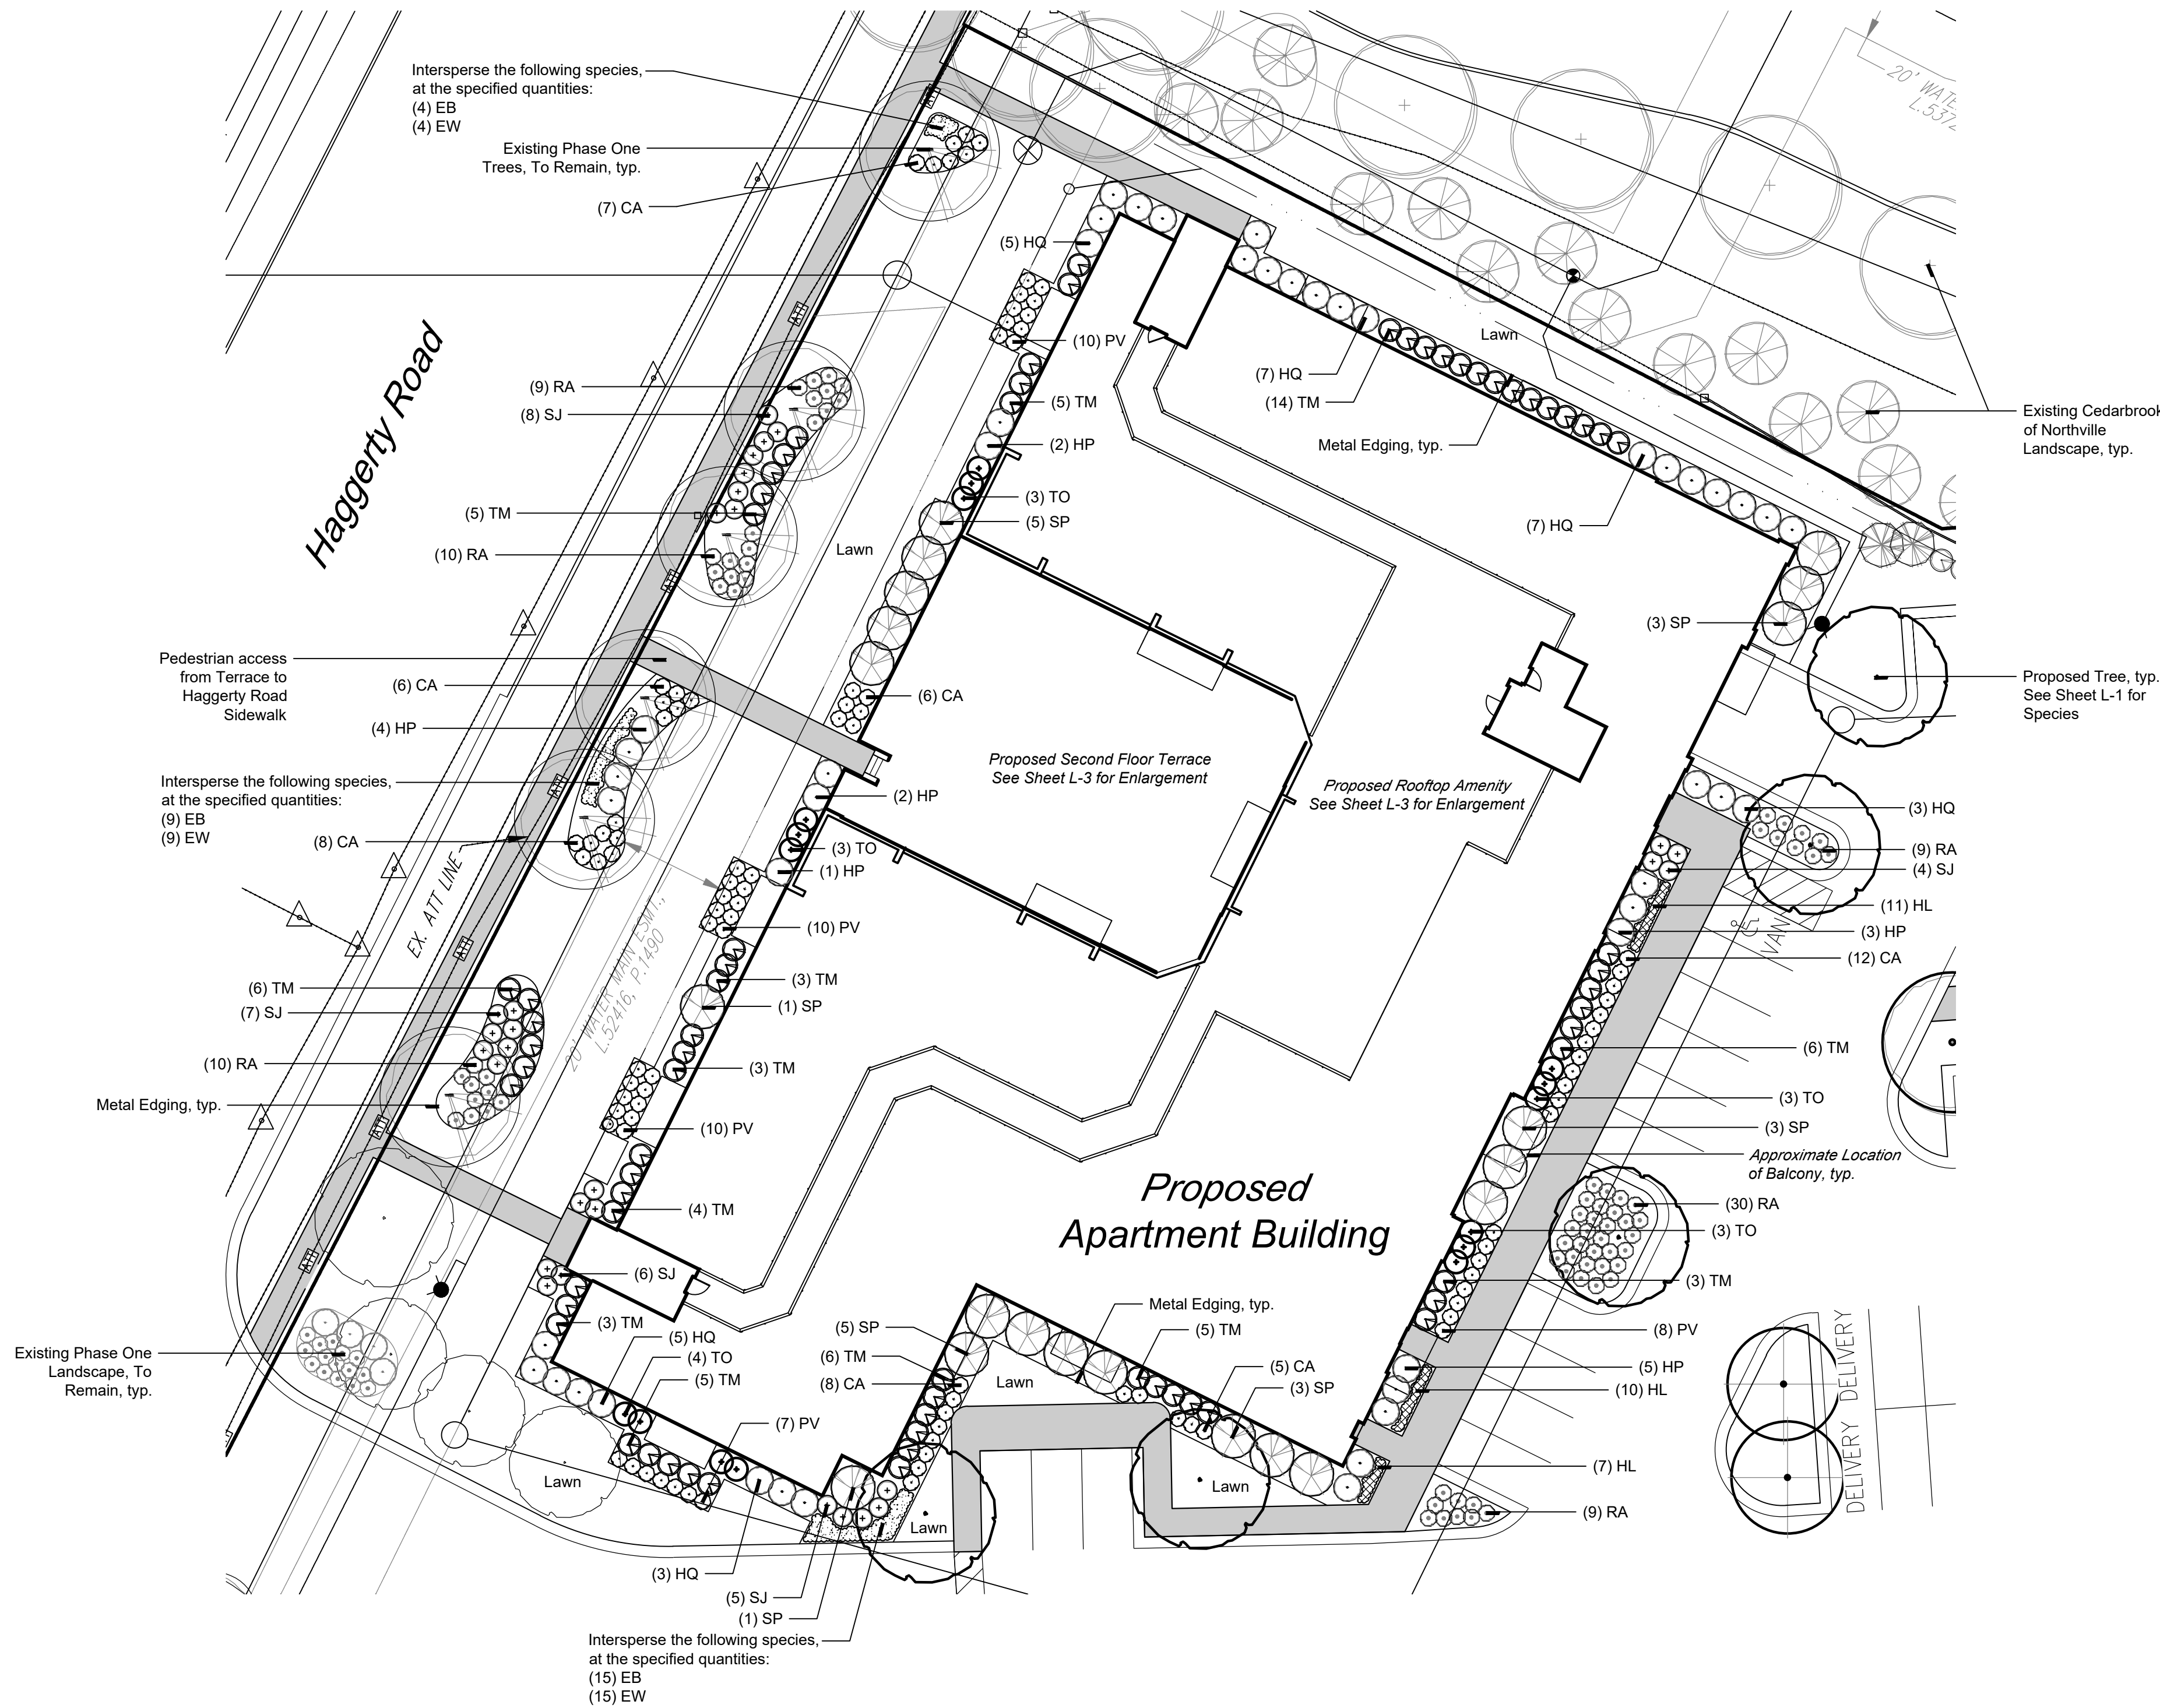 Intersperse the following species,
at the specified quantities:
(4) EB
(4) EW
Existing Phase One
Trees, To Remain, typ.
(7) CA
20' WATE
L.5372
(5) HQ
(10) PV
Lawn
(7) HQ
(14) TM
Metal Edging, typ.
(9) RA
(8) SJ
(5) TM
(2) HP
(3) TO
(5) SP
Existing Cedarbrook
of Northville
Landscape, typ.
Haggerty Road
(5) TM
(10) RA
Lawn
(7) HQ
(3) SP
Pedestrian access
from Terrace to
Haggerty Road
Sidewalk
(6) CA
(4) HP
(6) CA
Proposed Tree, typ.
See Sheet L-1 for
Species
Proposed Second Floor Terrace
See Sheet L-3 for Enlargement
Proposed Rooftop Amenity
See Sheet L-3 for Enlargement
Intersperse the following species,
at the specified quantities:
(9) EB
(9) EW
(8) CA
(2) HP
(3) TO
(1) HP
(3) HQ
(9) RA
(4) SJ
(11) HL
(3) HP
(12) CA
VAN
EX. ATT LINE
ATT
ATT
ATT
ATT
ATT
ATT
ATT
20' WATER MAIN ESMT.,
L.52416, P.1490
(10) PV
(3) TM
(1) SP
(3) TM
(6) TM
(7) SJ
(10) RA
Metal Edging, typ.
(6) TM
(3) TO
(3) SP
Approximate Location
of Balcony, typ.
(10) PV
(4) TM
Proposed
Apartment Building
(30) RA
(3) TO
(3) TM
(6) SJ
(3) TM
(5) HQ
(4) TO
(5) TM
(7) PV
Metal Edging, typ.
(5) TM
(5) SP
(6) TM
(8) CA
Lawn
(5) CA
(3) SP
(8) PV
(5) HP
(10) HL
Existing Phase One
Landscape, To
Remain, typ.
DELIVERY
DELIVERY
Lawn
Lawn
Lawn
(7) HL
(9) RA
(3) HQ
(5) SJ
(1) SP
Intersperse the following species,
at the specified quantities:
(15) EB
(15) EW